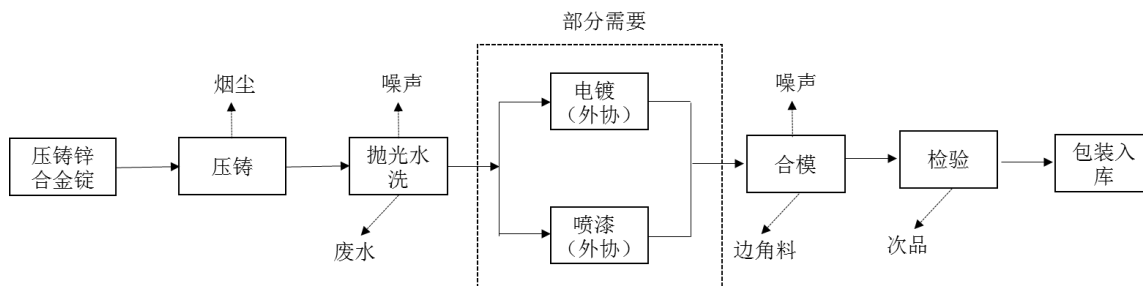 部分需要
烟尘
噪声
噪声
压铸锌
合金锭
压铸
抛光水
洗
电镀
（外协）
喷漆
（外协）
合模
检验
包装入
库
废水
边角料
次品